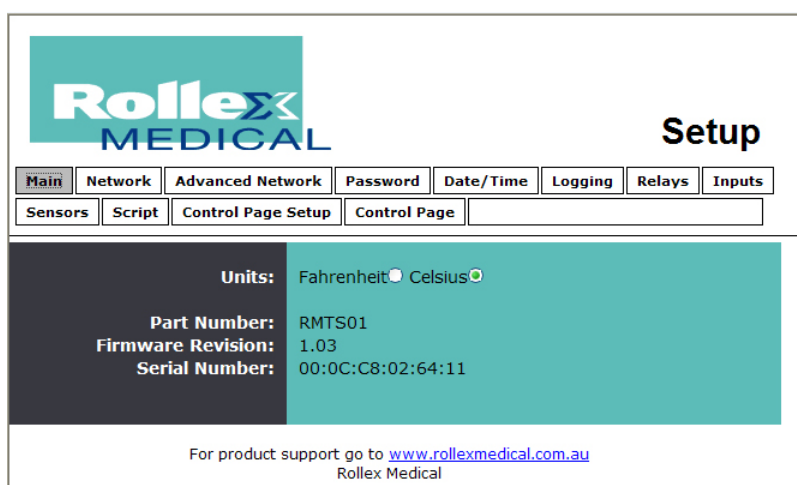 Rollex
MEDICAL
Setup
Main Network Advanced Network Password Date/Time Logging Relays Inputs
Sensors Script Control Page Setup Control Page
Units: Fahrenheit Celsius
Part Number: RMTS01
Firmware Revision: 1.03
Serial Number: 00:0C:C8:02:64:11
For product support go to www.rollexmedical.com.au
Rollex Medical